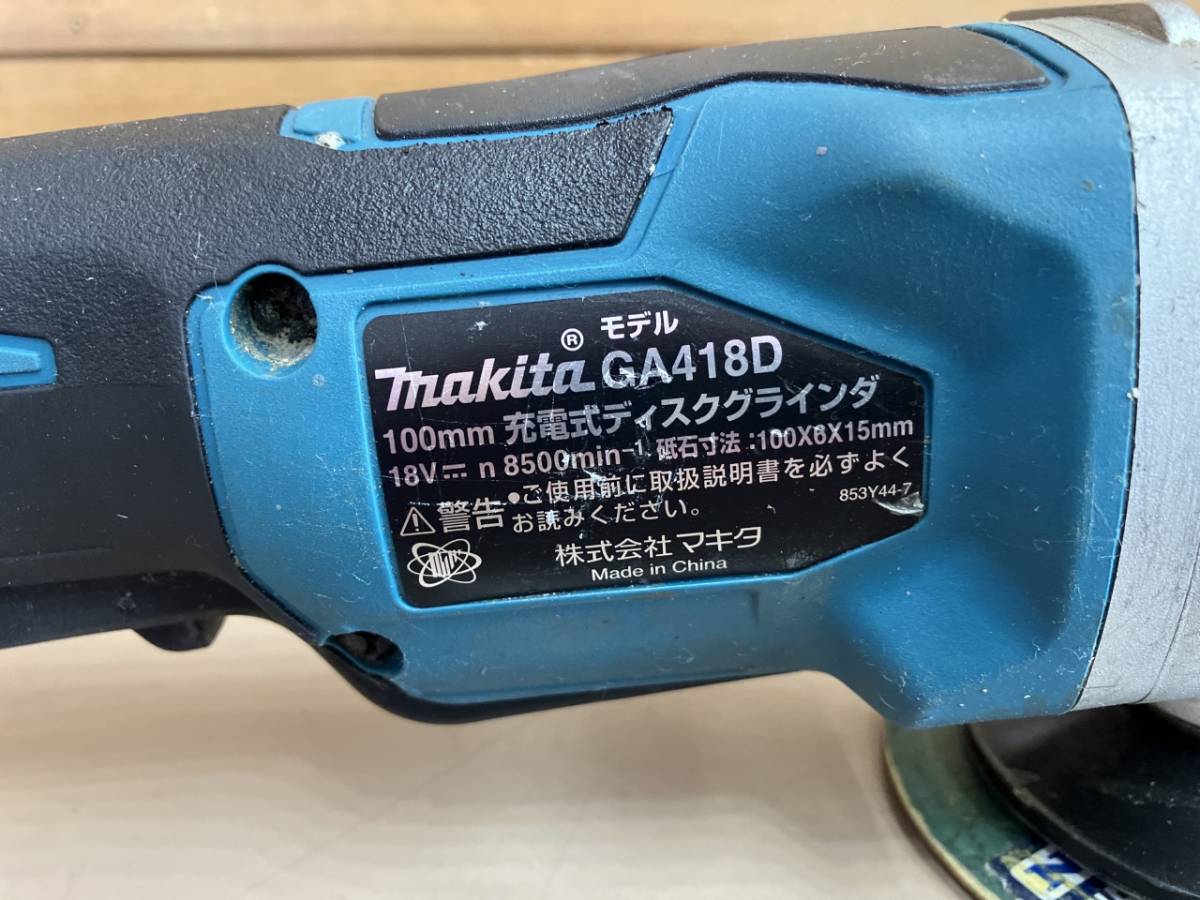 モデル
makita® GA418D
100mm 充電式ディスクグラインダ
18V⎓ n 8500min⁻¹ 砥石寸法:100X6X15mm
⚠警告 •ご使用前に取扱説明書を必ずよく
お読みください。
853Y44-7
株式会社 マキタ
Made in China